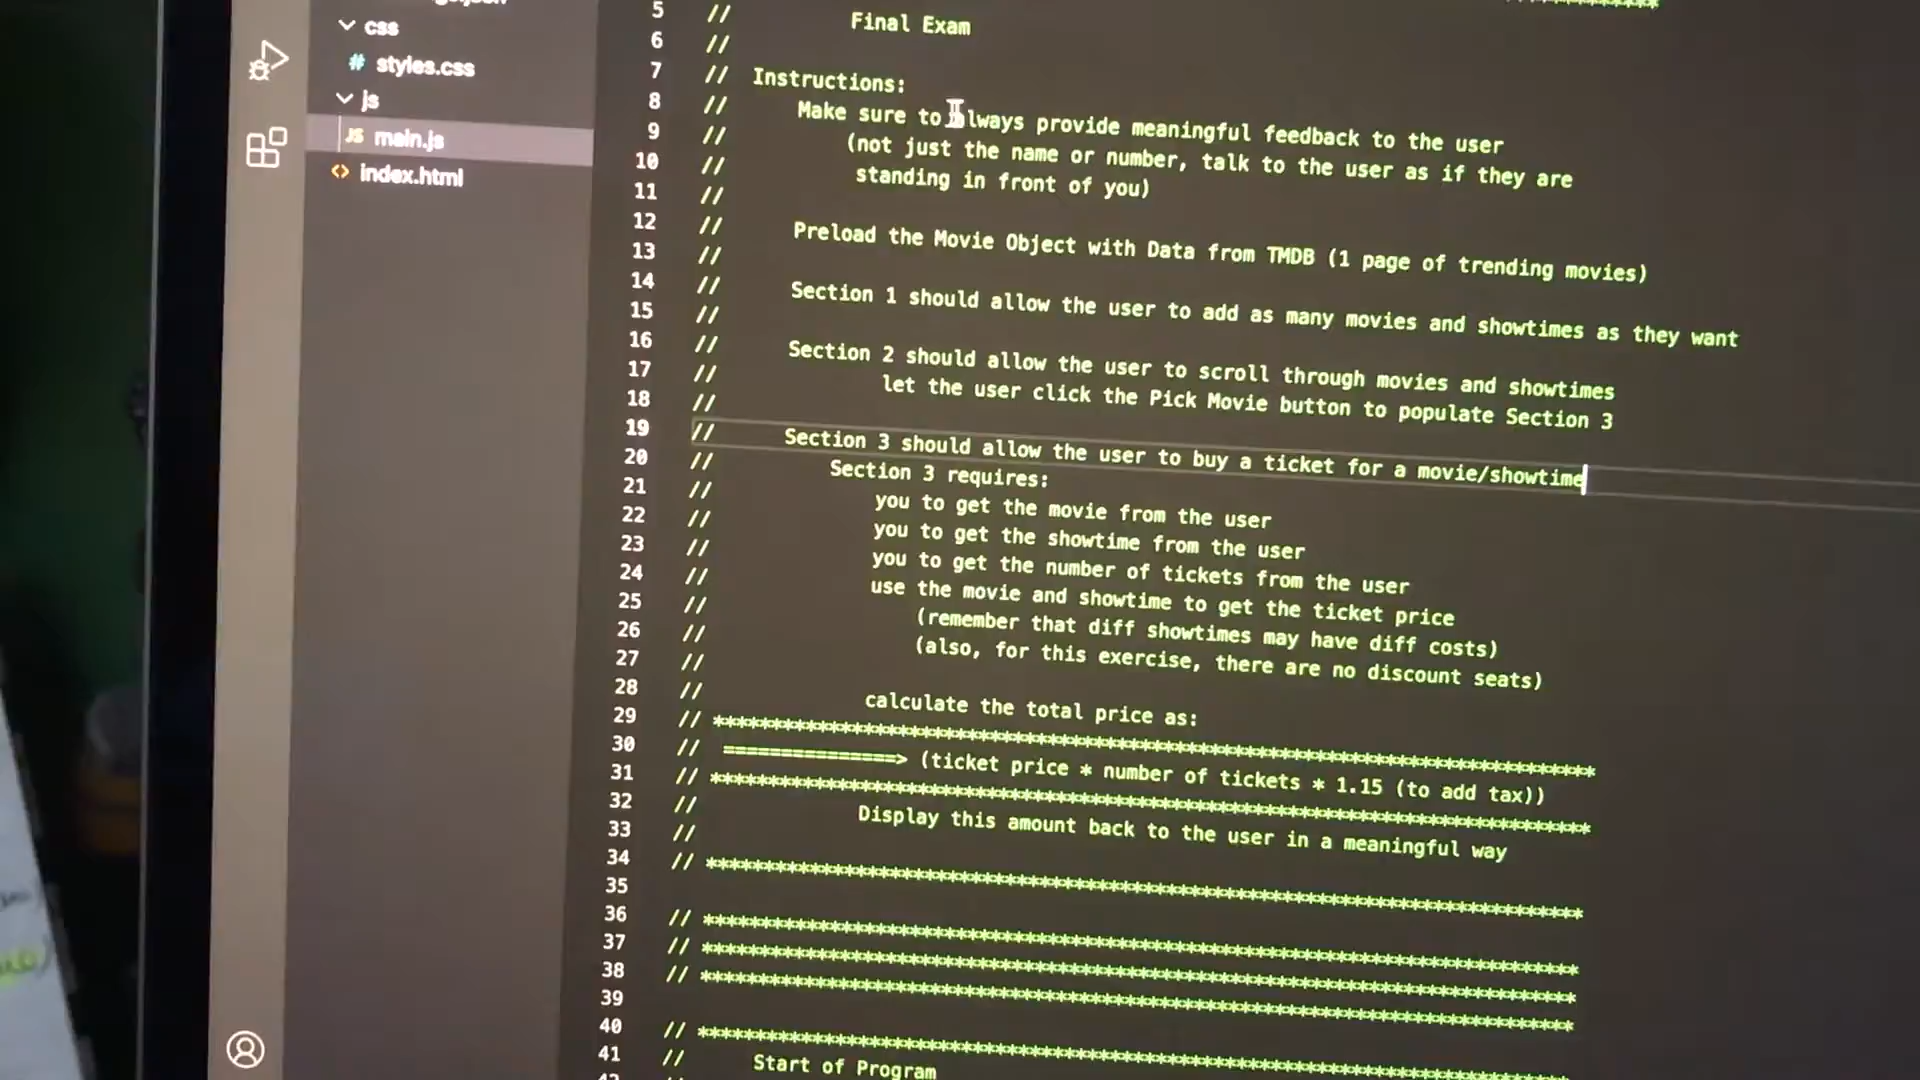 css
# styles.css
js
JS main.js
<> index.html
5 //
Final Exam
6 //
7 // Instructions:
8 // Make sure to always provide meaningful feedback to the user
9 // (not just the name or number, talk to the user as if they are
10 // standing in front of you)
11 //
12 // Preload the Movie Object with Data from TMDB (1 page of trending movies)
13 //
14 // Section 1 should allow the user to add as many movies and showtimes as they want
15 //
16 // Section 2 should allow the user to scroll through movies and showtimes
17 // let the user click the Pick Movie button to populate Section 3
18 //
19 // Section 3 should allow the user to buy a ticket for a movie/showtime
20 // Section 3 requires:
21 // you to get the movie from the user
22 // you to get the showtime from the user
23 // you to get the number of tickets from the user
24 // use the movie and showtime to get the ticket price
25 // (remember that diff showtimes may have diff costs)
26 // (also, for this exercise, there are no discount seats)
27 //
28 // calculate the total price as:
29 // ****************************************************************************
30 // ===============> (ticket price * number of tickets * 1.15 (to add tax))
31 // ****************************************************************************
32 // Display this amount back to the user in a meaningful way
33 //
34 // ****************************************************************************
35
36 // ****************************************************************************
37 // ****************************************************************************
38 // ****************************************************************************
39
40 // ****************************************************************************
41 // Start of Program